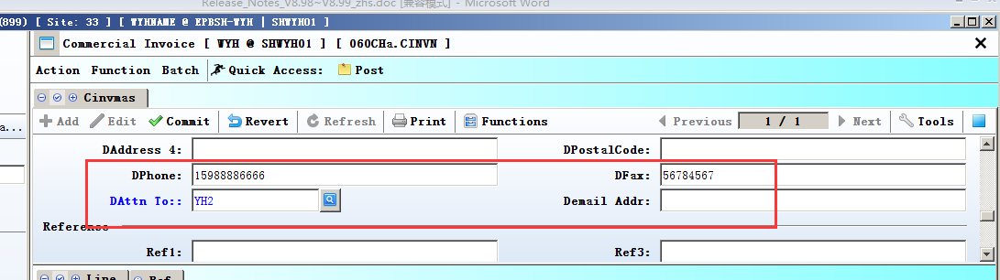 Release_Notes_V8.98~V8.99_zhs.doc [兼容模式] - Microsoft Word
(899) [ Site: 33 ] [ WYHNAME @ EPBSH-WYH | SHWYH01 ]
Commercial Invoice [ WYH @ SHWYH01 ] [ 060CHa.CINVN ]
Action Function Batch Quick Access: Post
Cinvmas
Add Edit Commit Revert Refresh Print Functions Previous 1 / 1 Next Tools
a...
DAddress 4: DPostalCode:
DPhone: 15988886666 DFax: 56784567
DAttn To:: YH2 Demail Addr:
Reference
Ref1: Ref3:
Line Ref